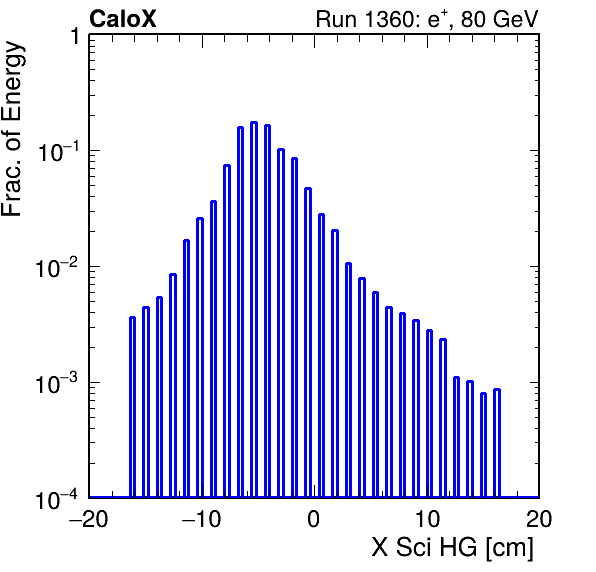 CaloX Run 1360: e⁺, 80 GeV
Frac. of Energy
1
10⁻¹
10⁻²
10⁻³
10⁻⁴
−20 −10 0 10 20
X Sci HG [cm]